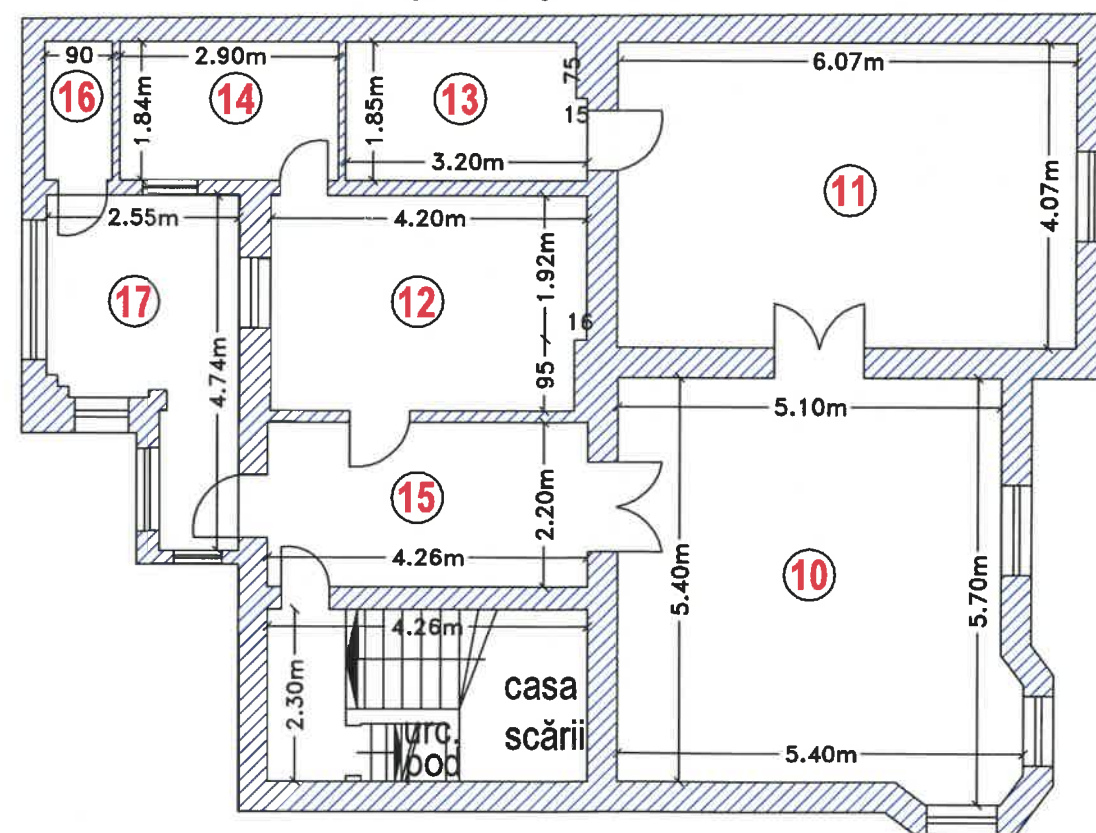 90
2.90m
6.07m
75
16
14
13
1.84m
1.85m
15
3.20m
11
4.07m
2.55m
4.20m
1.92m
17
12
16
4.74m
95
5.10m
15
2.20m
4.26m
10
5.40m
5.70m
4.26m
2.30m
casa
scării
urc.
pod
5.40m